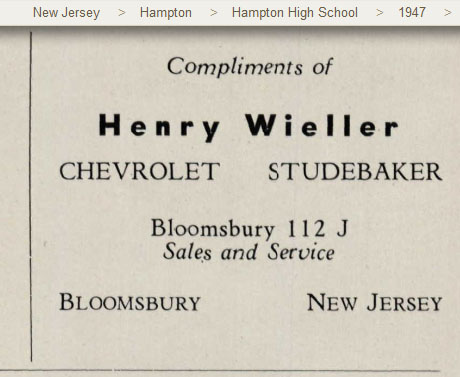 New Jersey > Hampton > Hampton High School > 1947 >
Compliments of
Henry Wieller
CHEVROLET STUDEBAKER
Bloomsbury 112 J
Sales and Service
BLOOMSBURY NEW JERSEY